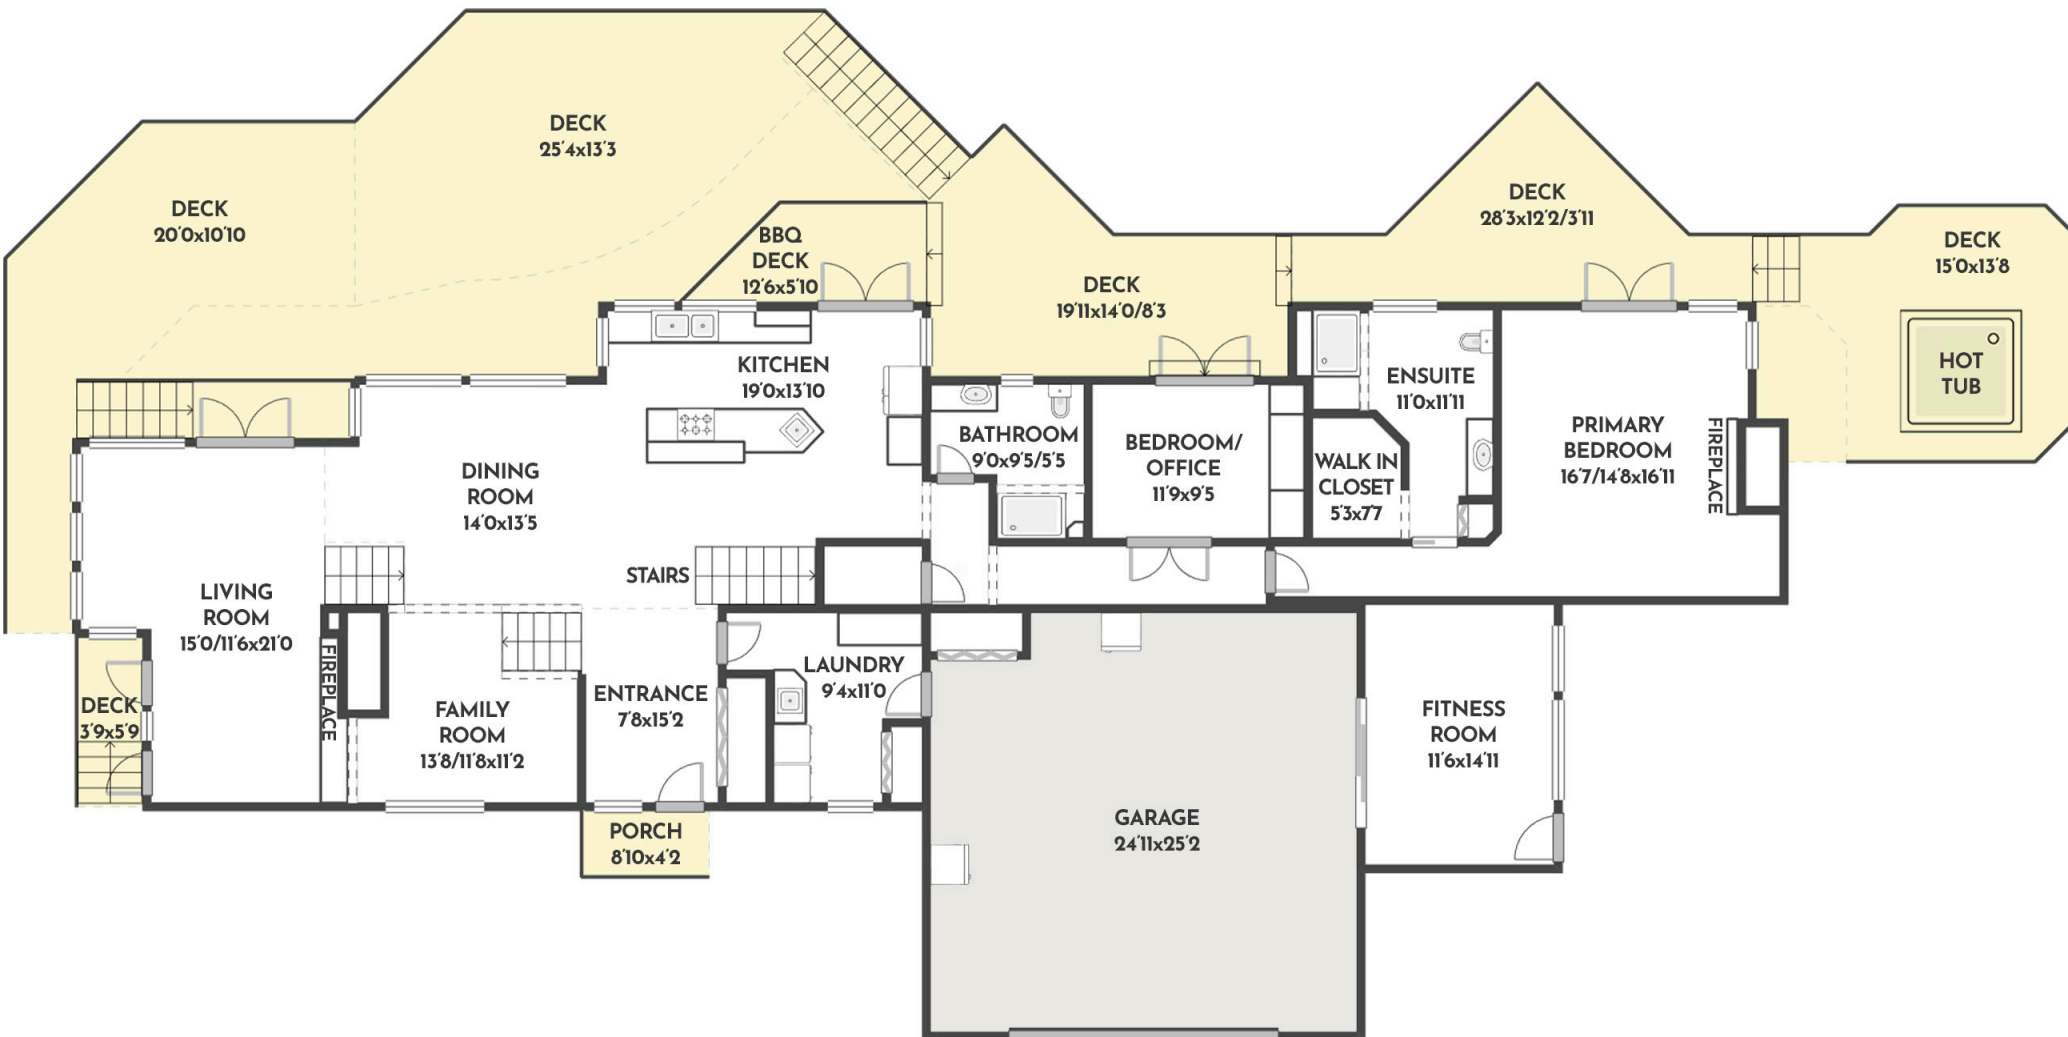 DECK
25'4x13'3
DECK
20'0x10'10
BBQ
DECK
12'6x5'10
DECK
19'11x14'0/8'3
DECK
28'3x12'2/3'11
DECK
15'0x13'8
HOT
TUB
KITCHEN
19'0x13'10
DINING
ROOM
14'0x13'5
BATHROOM
9'0x9'5/5'5
BEDROOM/
OFFICE
11'9x9'5
ENSUITE
11'0x11'11
WALK IN
CLOSET
5'3x7'7
PRIMARY
BEDROOM
16'7/14'8x16'11
FIREPLACE
STAIRS
LIVING
ROOM
15'0/11'6x21'0
FIREPLACE
DECK
3'9x5'9
FAMILY
ROOM
13'8/11'8x11'2
ENTRANCE
7'8x15'2
LAUNDRY
9'4x11'0
PORCH
8'10x4'2
GARAGE
24'11x25'2
FITNESS
ROOM
11'6x14'11